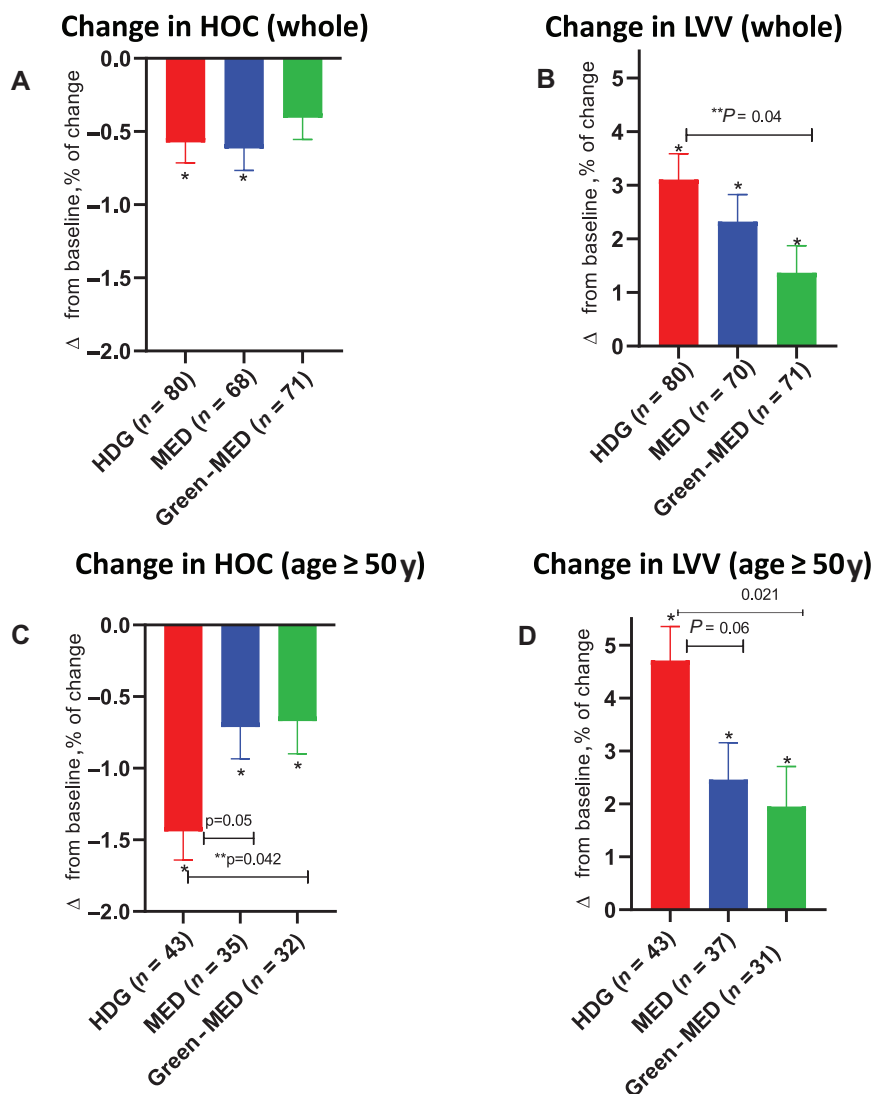 Change in HOC (whole)
A
Δ from baseline, % of change
0.0
–0.5
–1.0
–1.5
–2.0
*
*
HDG (n = 80)
MED (n = 68)
Green-MED (n = 71)
Change in LVV (whole)
B
Δ from baseline, % of change
5
4
3
2
1
0
**P = 0.04
*
*
*
HDG (n = 80)
MED (n = 70)
Green-MED (n = 71)
Change in HOC (age ≥ 50 y)
C
Δ from baseline, % of change
0.0
–0.5
–1.0
–1.5
–2.0
*
*
*
p=0.05
**p=0.042
HDG (n = 43)
MED (n = 35)
Green-MED (n = 32)
Change in LVV (age ≥ 50 y)
D
Δ from baseline, % of change
5
4
3
2
1
0
0.021
*
P = 0.06
*
*
HDG (n = 43)
MED (n = 37)
Green-MED (n = 31)